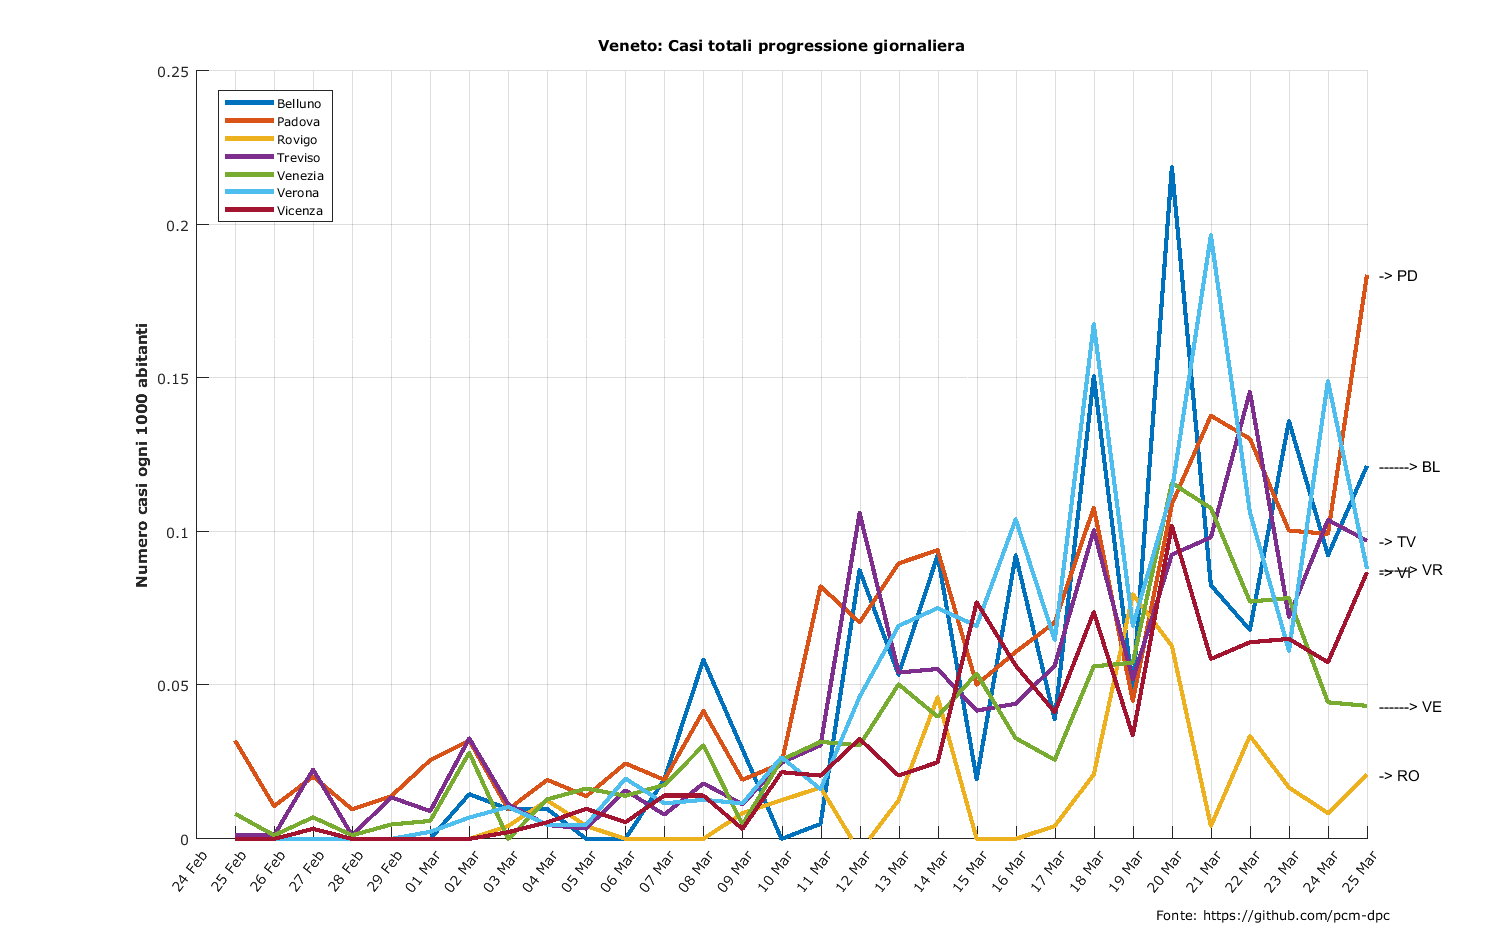 Veneto: Casi totali progressione giornaliera
Numero casi ogni 1000 abitanti
0.25
0.2
0.15
0.1
0.05
0
Belluno
Padova
Rovigo
Treviso
Venezia
Verona
Vicenza
-> PD
------> BL
-> TV
------> VR
-> VI
------> VE
-> RO
24 Feb
25 Feb
26 Feb
27 Feb
28 Feb
29 Feb
01 Mar
02 Mar
03 Mar
04 Mar
05 Mar
06 Mar
07 Mar
08 Mar
09 Mar
10 Mar
11 Mar
12 Mar
13 Mar
14 Mar
15 Mar
16 Mar
17 Mar
18 Mar
19 Mar
20 Mar
21 Mar
22 Mar
23 Mar
24 Mar
25 Mar
Fonte: https://github.com/pcm-dpc